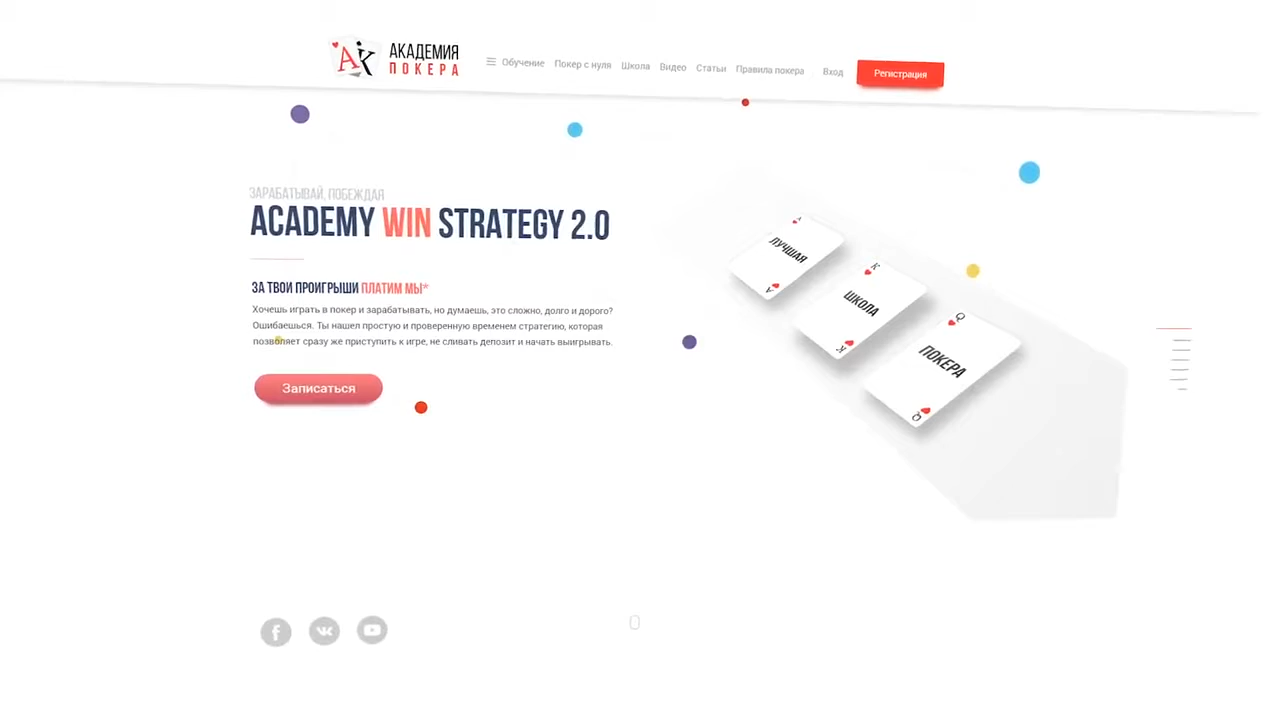 АК АКАДЕМИЯ
ПОКЕРА
Обучение Покер с нуля Школа Видео Статьи Правила покера Вход Регистрация
ЗАРАБАТЫВАЙ, ПОБЕЖДАЯ
ACADEMY WIN STRATEGY 2.0
ЗА ТВОИ ПРОИГРЫШИ ПЛАТИМ МЫ*
Хочешь играть в покер и зарабатывать, но думаешь, это сложно, долго и дорого?
Ошибаешься. Ты нашел простую и проверенную временем стратегию, которая
позволяет сразу же приступить к игре, не сливать депозит и начать выигрывать.
Записаться
A
ЛУЧШАЯ
A
K
ШКОЛА
K
Q
ПОКЕРА
Q